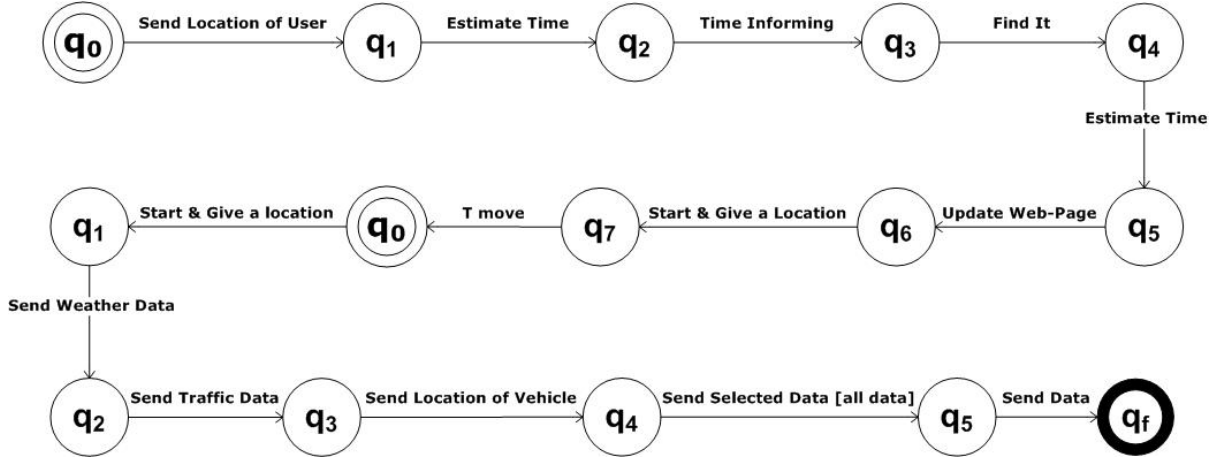 q0 Send Location of User q1 Estimate Time q2 Time Informing q3 Find It q4
Estimate Time
q1 Start & Give a location q0 T move q7 Start & Give a Location q6 Update Web-Page q5
Send Weather Data
q2 Send Traffic Data q3 Send Location of Vehicle q4 Send Selected Data [all data] q5 Send Data qf